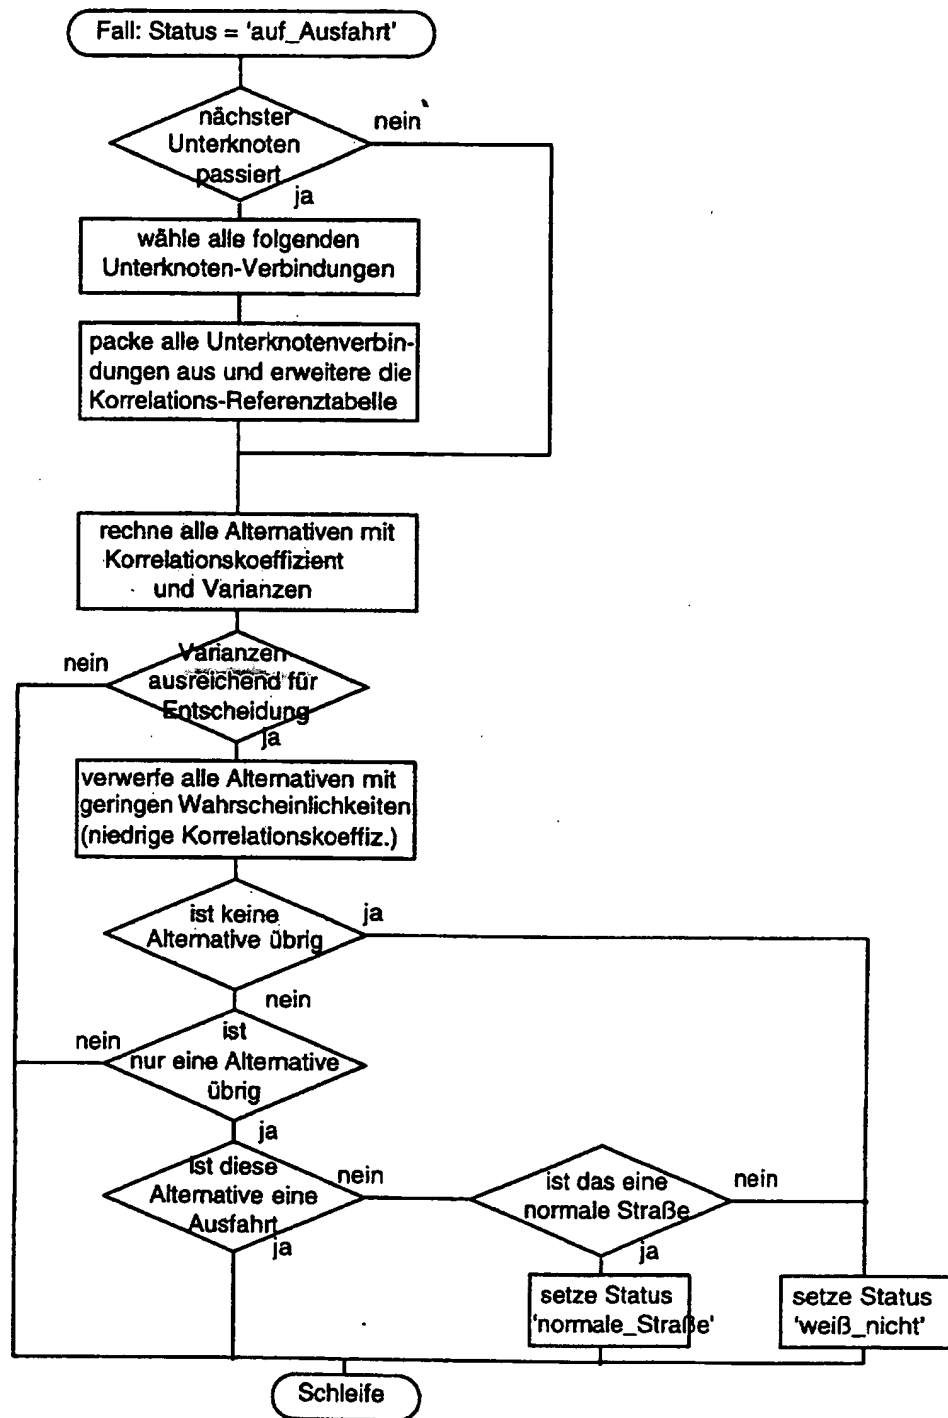 Fall: Status = 'auf_Ausfahrt'
nächster
Unterknoten
passiert
nein
ja
wähle alle folgenden
Unterknoten-Verbindungen
packe alle Unterknotenverbin-
dungen aus und erweitere die
Korrelations-Referenztabelle
rechne alle Alternativen mit
Korrelationskoeffizient
und Varianzen
nein
Varianzen
ausreichend für
Entscheidung
ja
verwerfe alle Alternativen mit
geringen Wahrscheinlichkeiten
(niedrige Korrelationskoeffiz.)
ist keine
Alternative übrig
ja
nein
nein
ist
nur eine Alternative
übrig
ja
ist diese
Alternative eine
Ausfahrt
nein
ja
ist das eine
normale Straße
nein
ja
setze Status
'normale_Straße'
setze Status
'weiß_nicht'
Schleife